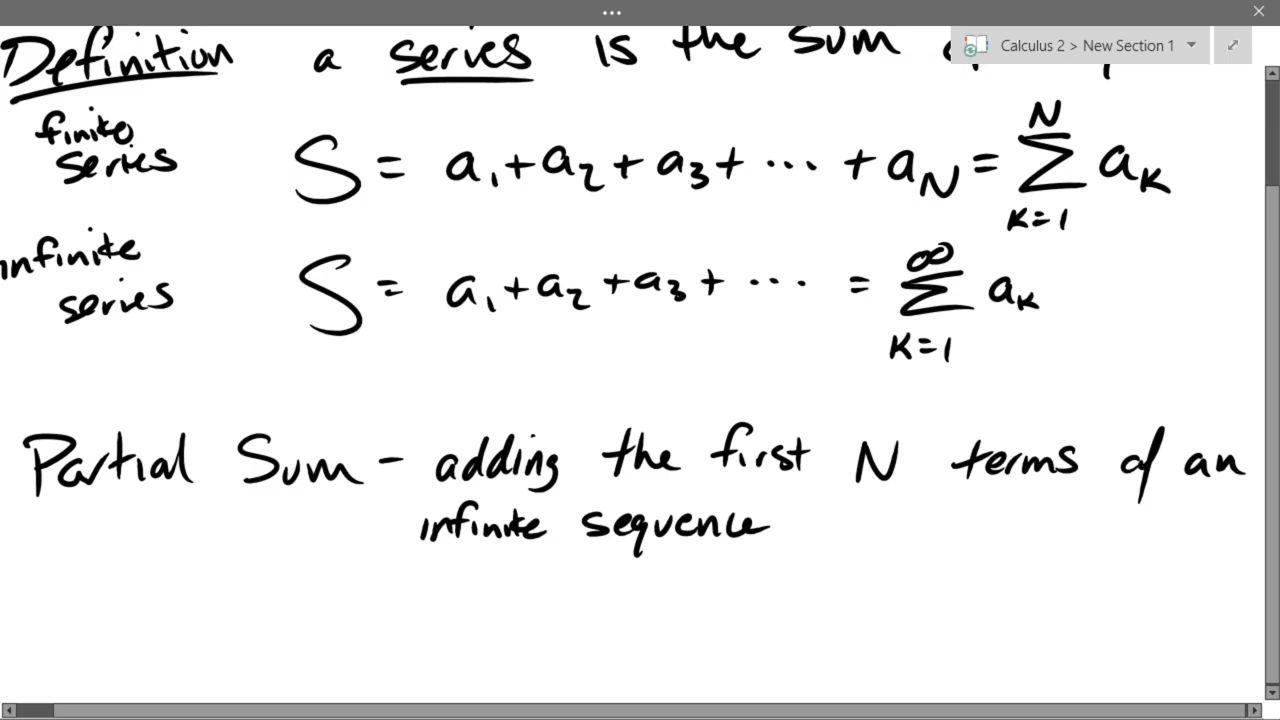 Calculus 2 > New Section 1
Definition a series is the sum
finite
series S = a₁ + a₂ + a₃ + ... + a_N = ∑_{K=1}^{N} a_K
infinite
series S = a₁ + a₂ + a₃ + ... = ∑_{K=1}^{∞} a_K
Partial Sum - adding the first N terms of an
infinite sequence